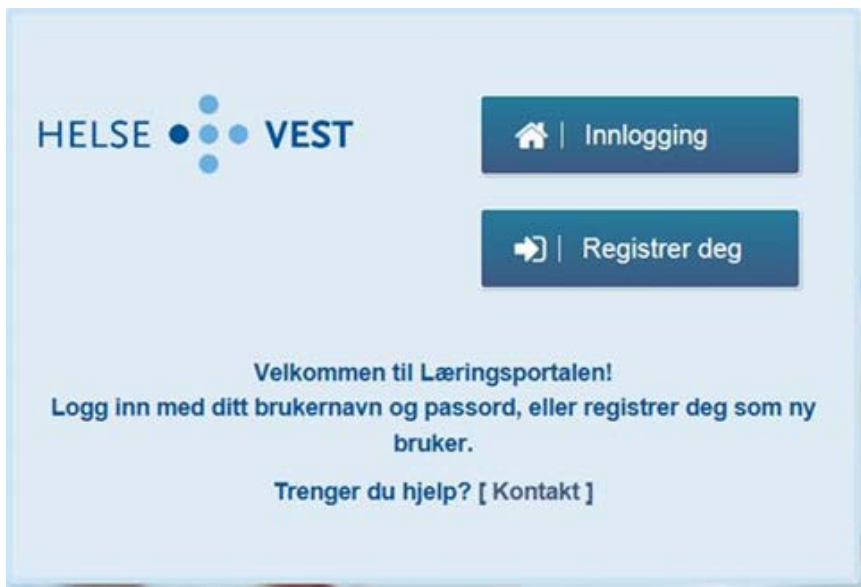 HELSE VEST
Innlogging
Registrer deg
Velkommen til Læringsportalen!
Logg inn med ditt brukernavn og passord, eller registrer deg som ny
bruker.
Trenger du hjelp? [ Kontakt ]